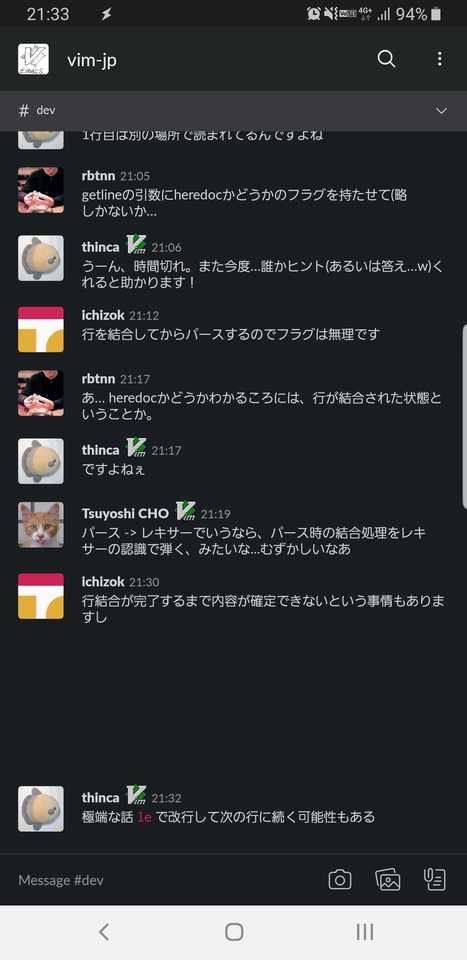 21:33
4G+
94%
vim-jp
# dev
1行目は別の場所で読まれてるんですよね
rbtnn 21:05
getlineの引数にheredocかどうかのフラグを持たせて(略
しかないか...
thinca Vim 21:06
うーん、時間切れ。また今度...誰かヒント(あるいは答え...w)く
れると助かります！
ichizok 21:12
行を結合してからパースするのでフラグは無理です
rbtnn 21:17
あ... heredocかどうかわかるころには、行が結合された状態と
いうことか。
thinca Vim 21:17
ですよねぇ
Tsuyoshi CHO Vim 21:19
パース -> レキサーでいうなら、パース時の結合処理をレキ
サーの認識で弾く、みたいな...むずかしいなあ
ichizok 21:30
行結合が完了するまで内容が確定できないという事情もありま
すし
thinca Vim 21:32
極端な話 le で改行して次の行に続く可能性もある
Message #dev